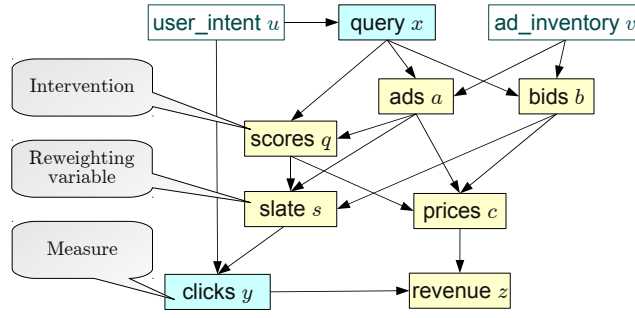 user_intent u
query x
ad_inventory v
Intervention
ads a
bids b
scores q
Reweighting
variable
slate s
prices c
Measure
clicks y
revenue z